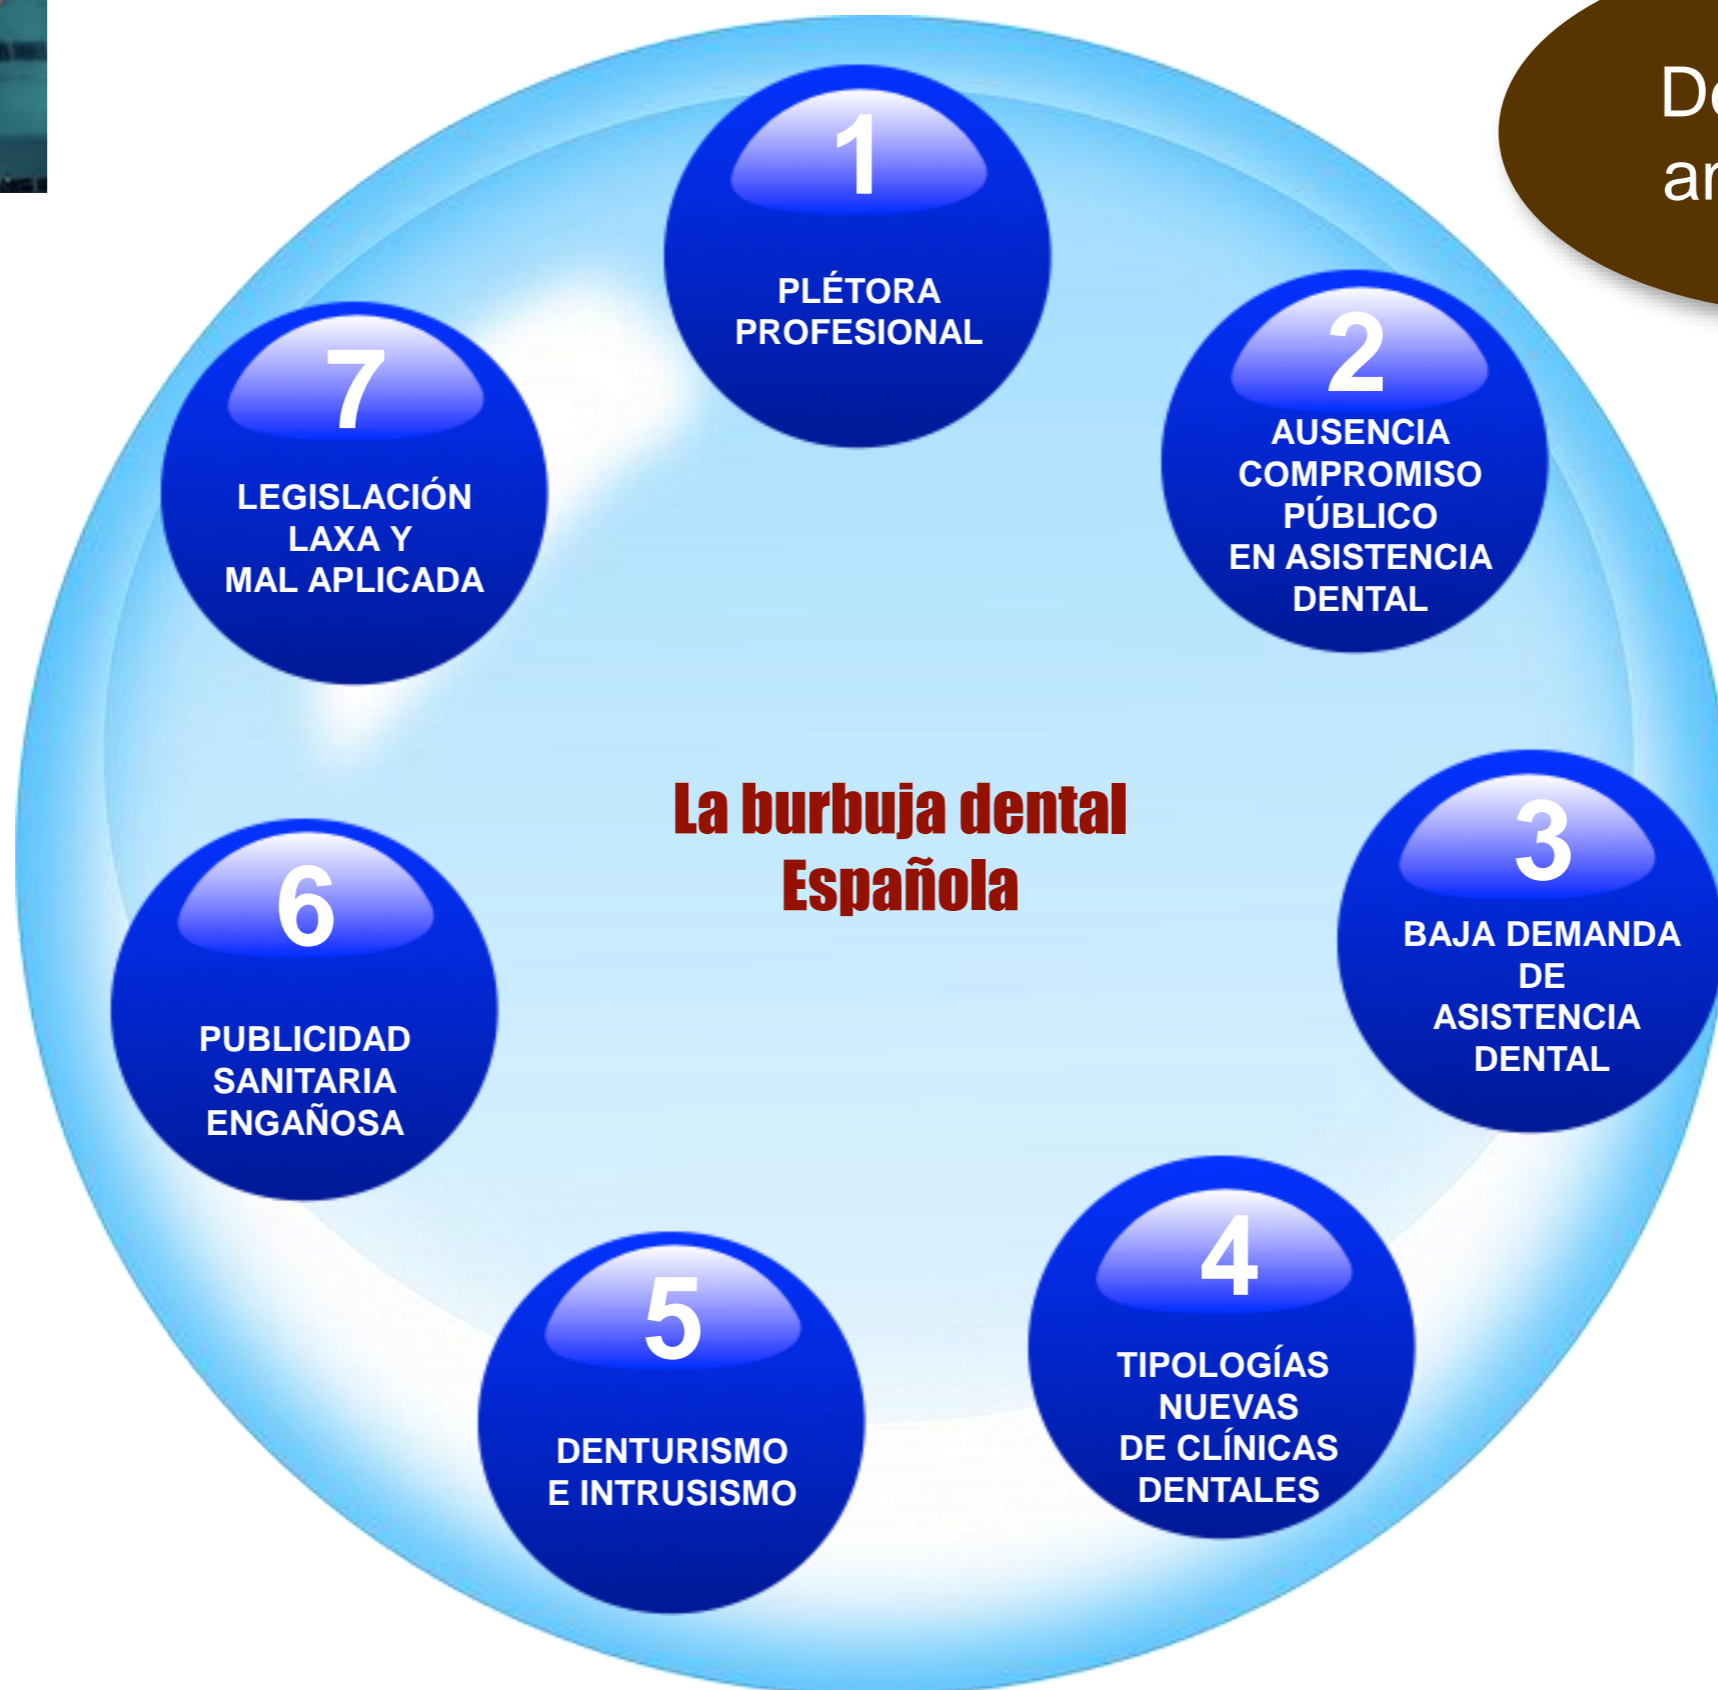 1
PLÉTORA
PROFESIONAL
2
AUSENCIA
COMPROMISO
PÚBLICO
EN ASISTENCIA
DENTAL
3
BAJA DEMANDA
DE
ASISTENCIA
DENTAL
4
TIPOLOGÍAS
NUEVAS
DE CLÍNICAS
DENTALES
5
DENTURISMO
E INTRUSISMO
6
PUBLICIDAD
SANITARIA
ENGAÑOSA
7
LEGISLACIÓN
LAXA Y
MAL APLICADA
La burbuja dental
Española